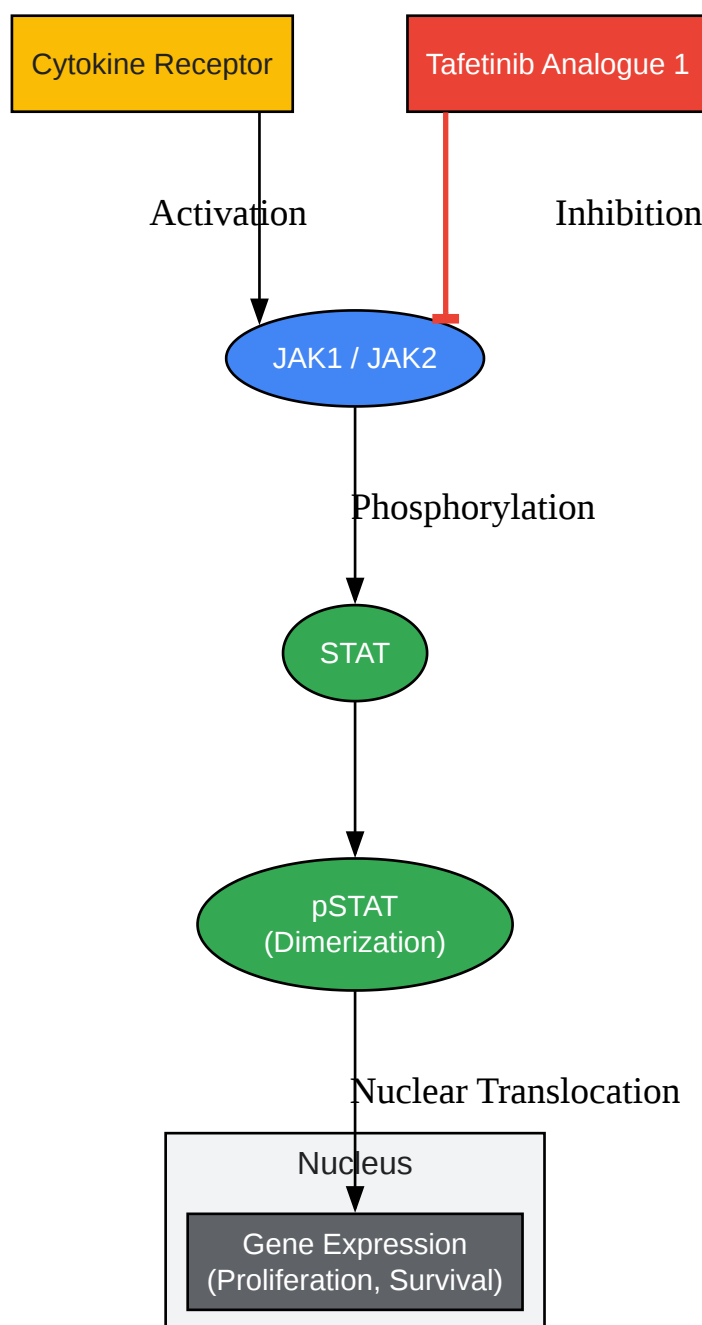 Cytokine Receptor
Tafetinib Analogue 1
Activation
Inhibition
JAK1 / JAK2
Phosphorylation
STAT
pSTAT
(Dimerization)
Nuclear Translocation
Nucleus
Gene Expression
(Proliferation, Survival)